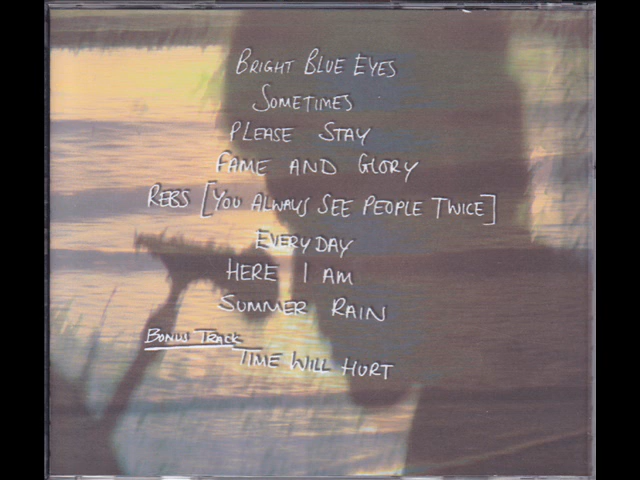 BRIGHT BLUE EYES
SOMETIMES
PLEASE STAY
FAME AND GLORY
REBS [YOU ALWAYS SEE PEOPLE TWICE]
EVERYDAY
HERE I AM
SUMMER RAIN
BONUS TRACK
TIME WILL HURT